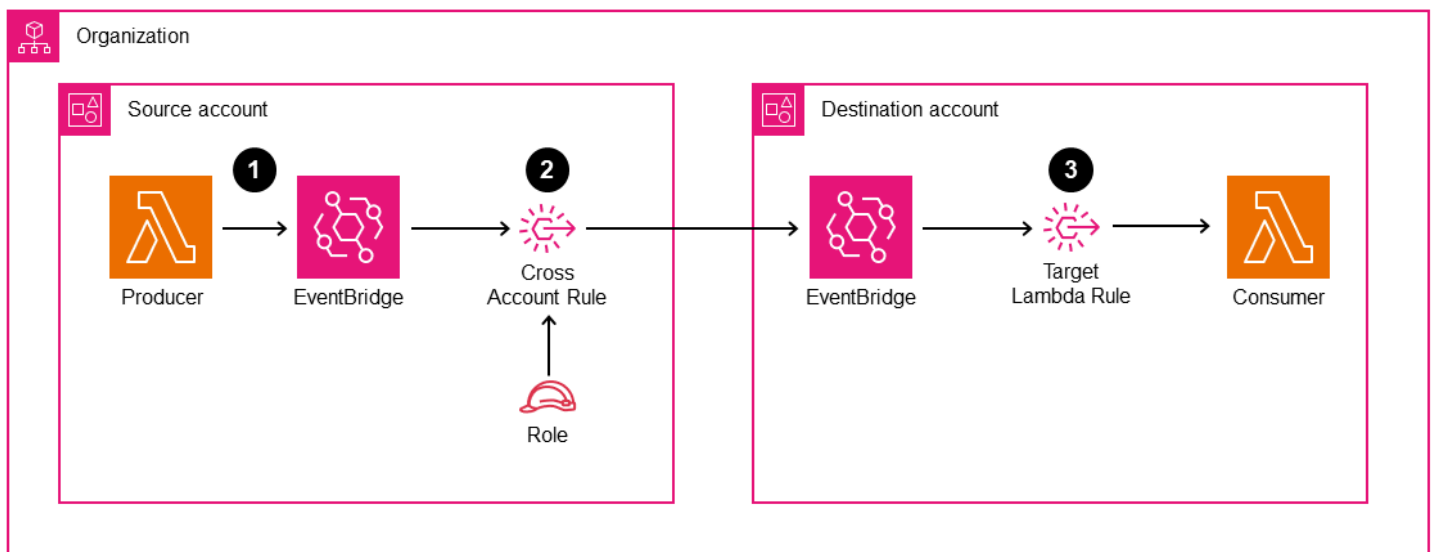 Organization
Source account
Destination account
1
2
3
Producer
EventBridge
Cross
Account Rule
EventBridge
Target
Lambda Rule
Consumer
Role